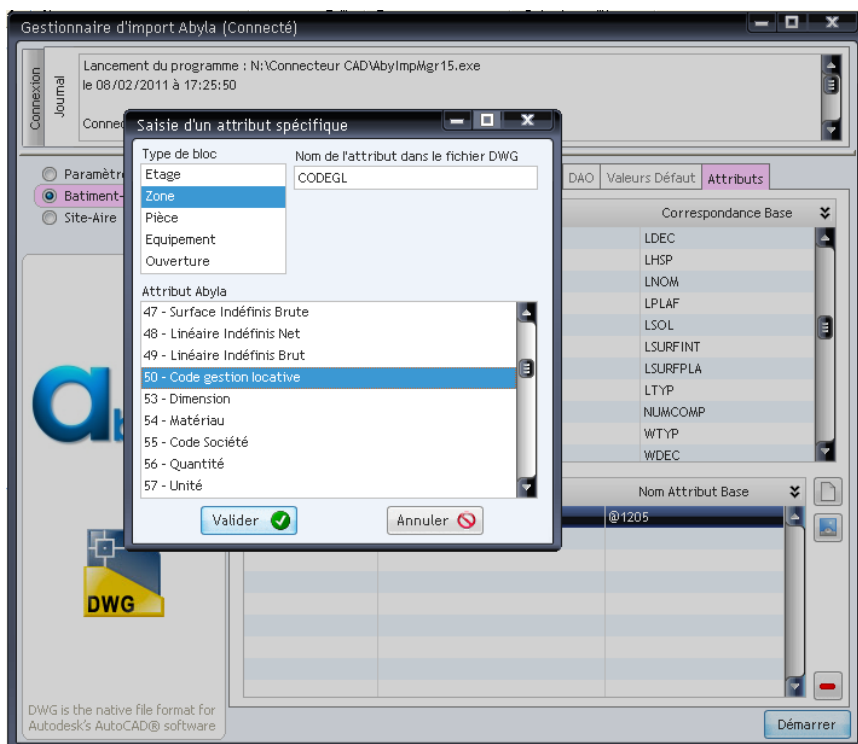 Gestionnaire d'import Abyla (Connecté)
Connexion
Journal
Lancement du programme : N:\Connecteur CAD\AbyImpMgr15.exe
le 08/02/2011 à 17:25:50
Connec
Saisie d'un attribut spécifique
Type de bloc
Nom de l'attribut dans le fichier DWG
Etage
Zone
Pièce
Equipement
Ouverture
CODEGL
Attribut Abyla
47 - Surface Indéfinis Brute
48 - Linéaire Indéfinis Net
49 - Linéaire Indéfinis Brut
50 - Code gestion locative
53 - Dimension
54 - Matériau
55 - Code Société
56 - Quantité
57 - Unité
Valider
Annuler
Paramètr
Batiment-
Site-Aire
DAO
Valeurs Défaut
Attributs
Correspondance Base
LDEC
LHSP
LNOM
LPLAF
LSOL
LSURFINT
LSURFPLA
LTYP
NUMCOMP
WTYP
WDEC
Nom Attribut Base
@1205
DWG
DWG is the native file format for
Autodesk's AutoCAD® software
Démarrer